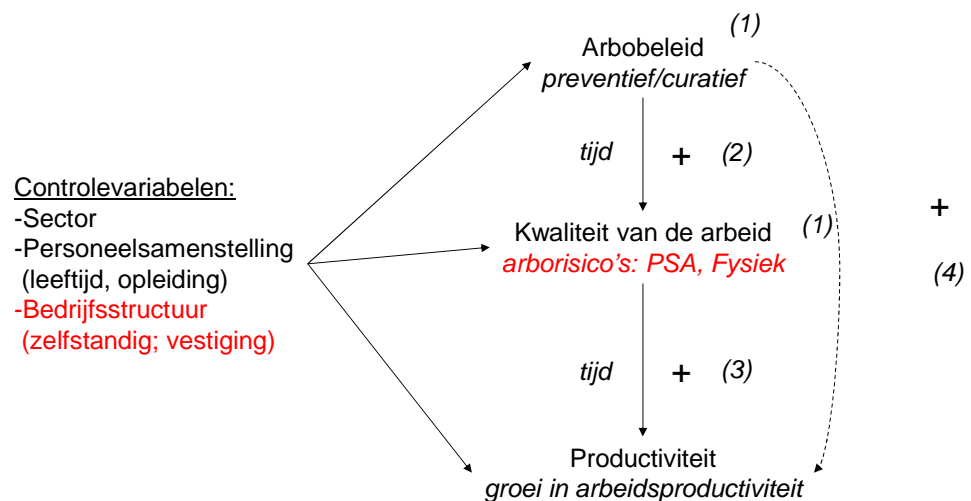 (1)
Arbobeleid
preventief/curatief
tijd + (2)
Controlevariabelen:
-Sector
-Personeelsamenstelling
(leeftijd, opleiding)
-Bedrijfsstructuur
(zelfstandig; vestiging)
Kwaliteit van de arbeid (1)
arborisico's: PSA, Fysiek
+
(4)
tijd + (3)
Productiviteit
groei in arbeidsproductiviteit